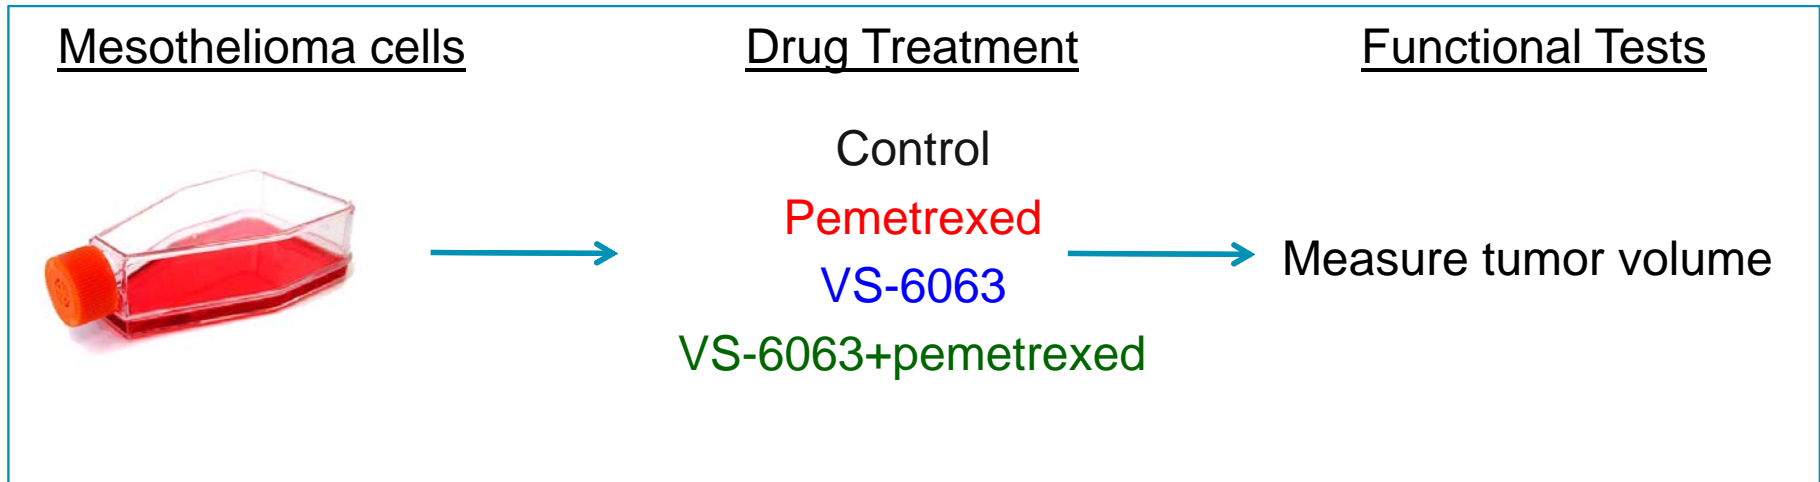 Mesothelioma cells
Drug Treatment
Functional Tests
Control
Pemetrexed
VS-6063
VS-6063+pemetrexed
Measure tumor volume